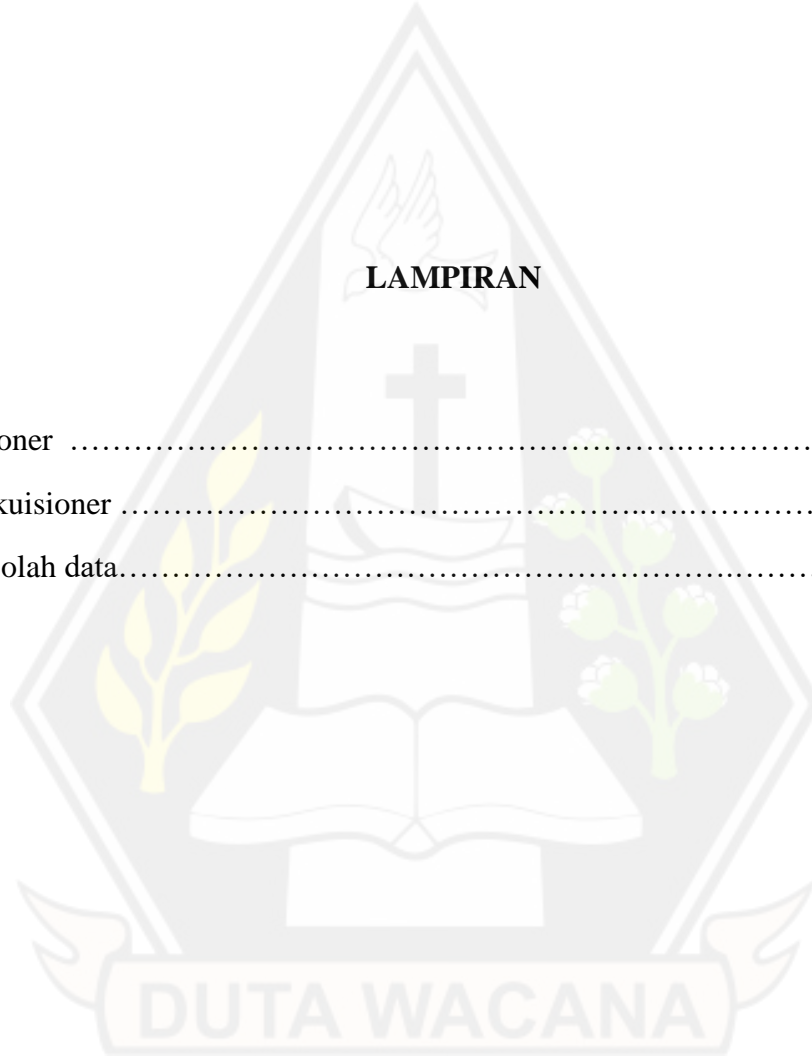 LAMPIRAN
oner ……………………………………………………….…………
kuisioner …………………………………………………..….…………
olah data…………………………………………………………….………
DUTA WACANA